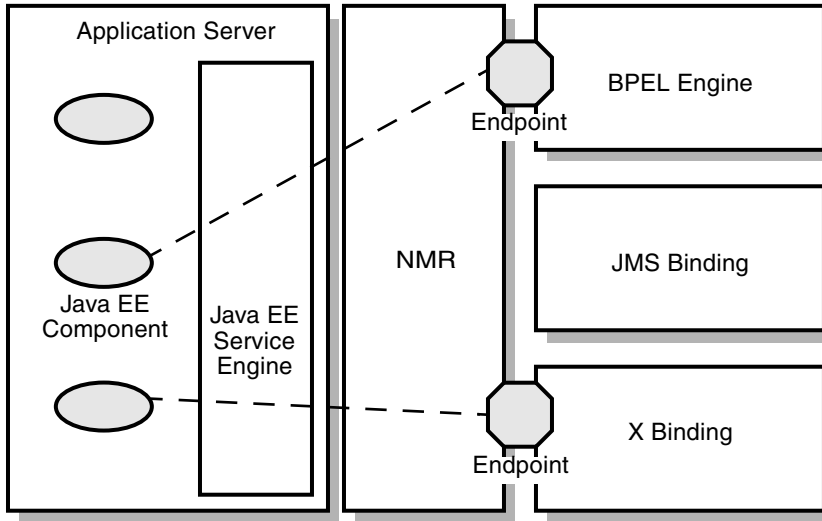 Application Server
BPEL Engine
Endpoint
NMR
JMS Binding
Java EE
Component
Java EE
Service
Engine
X Binding
Endpoint